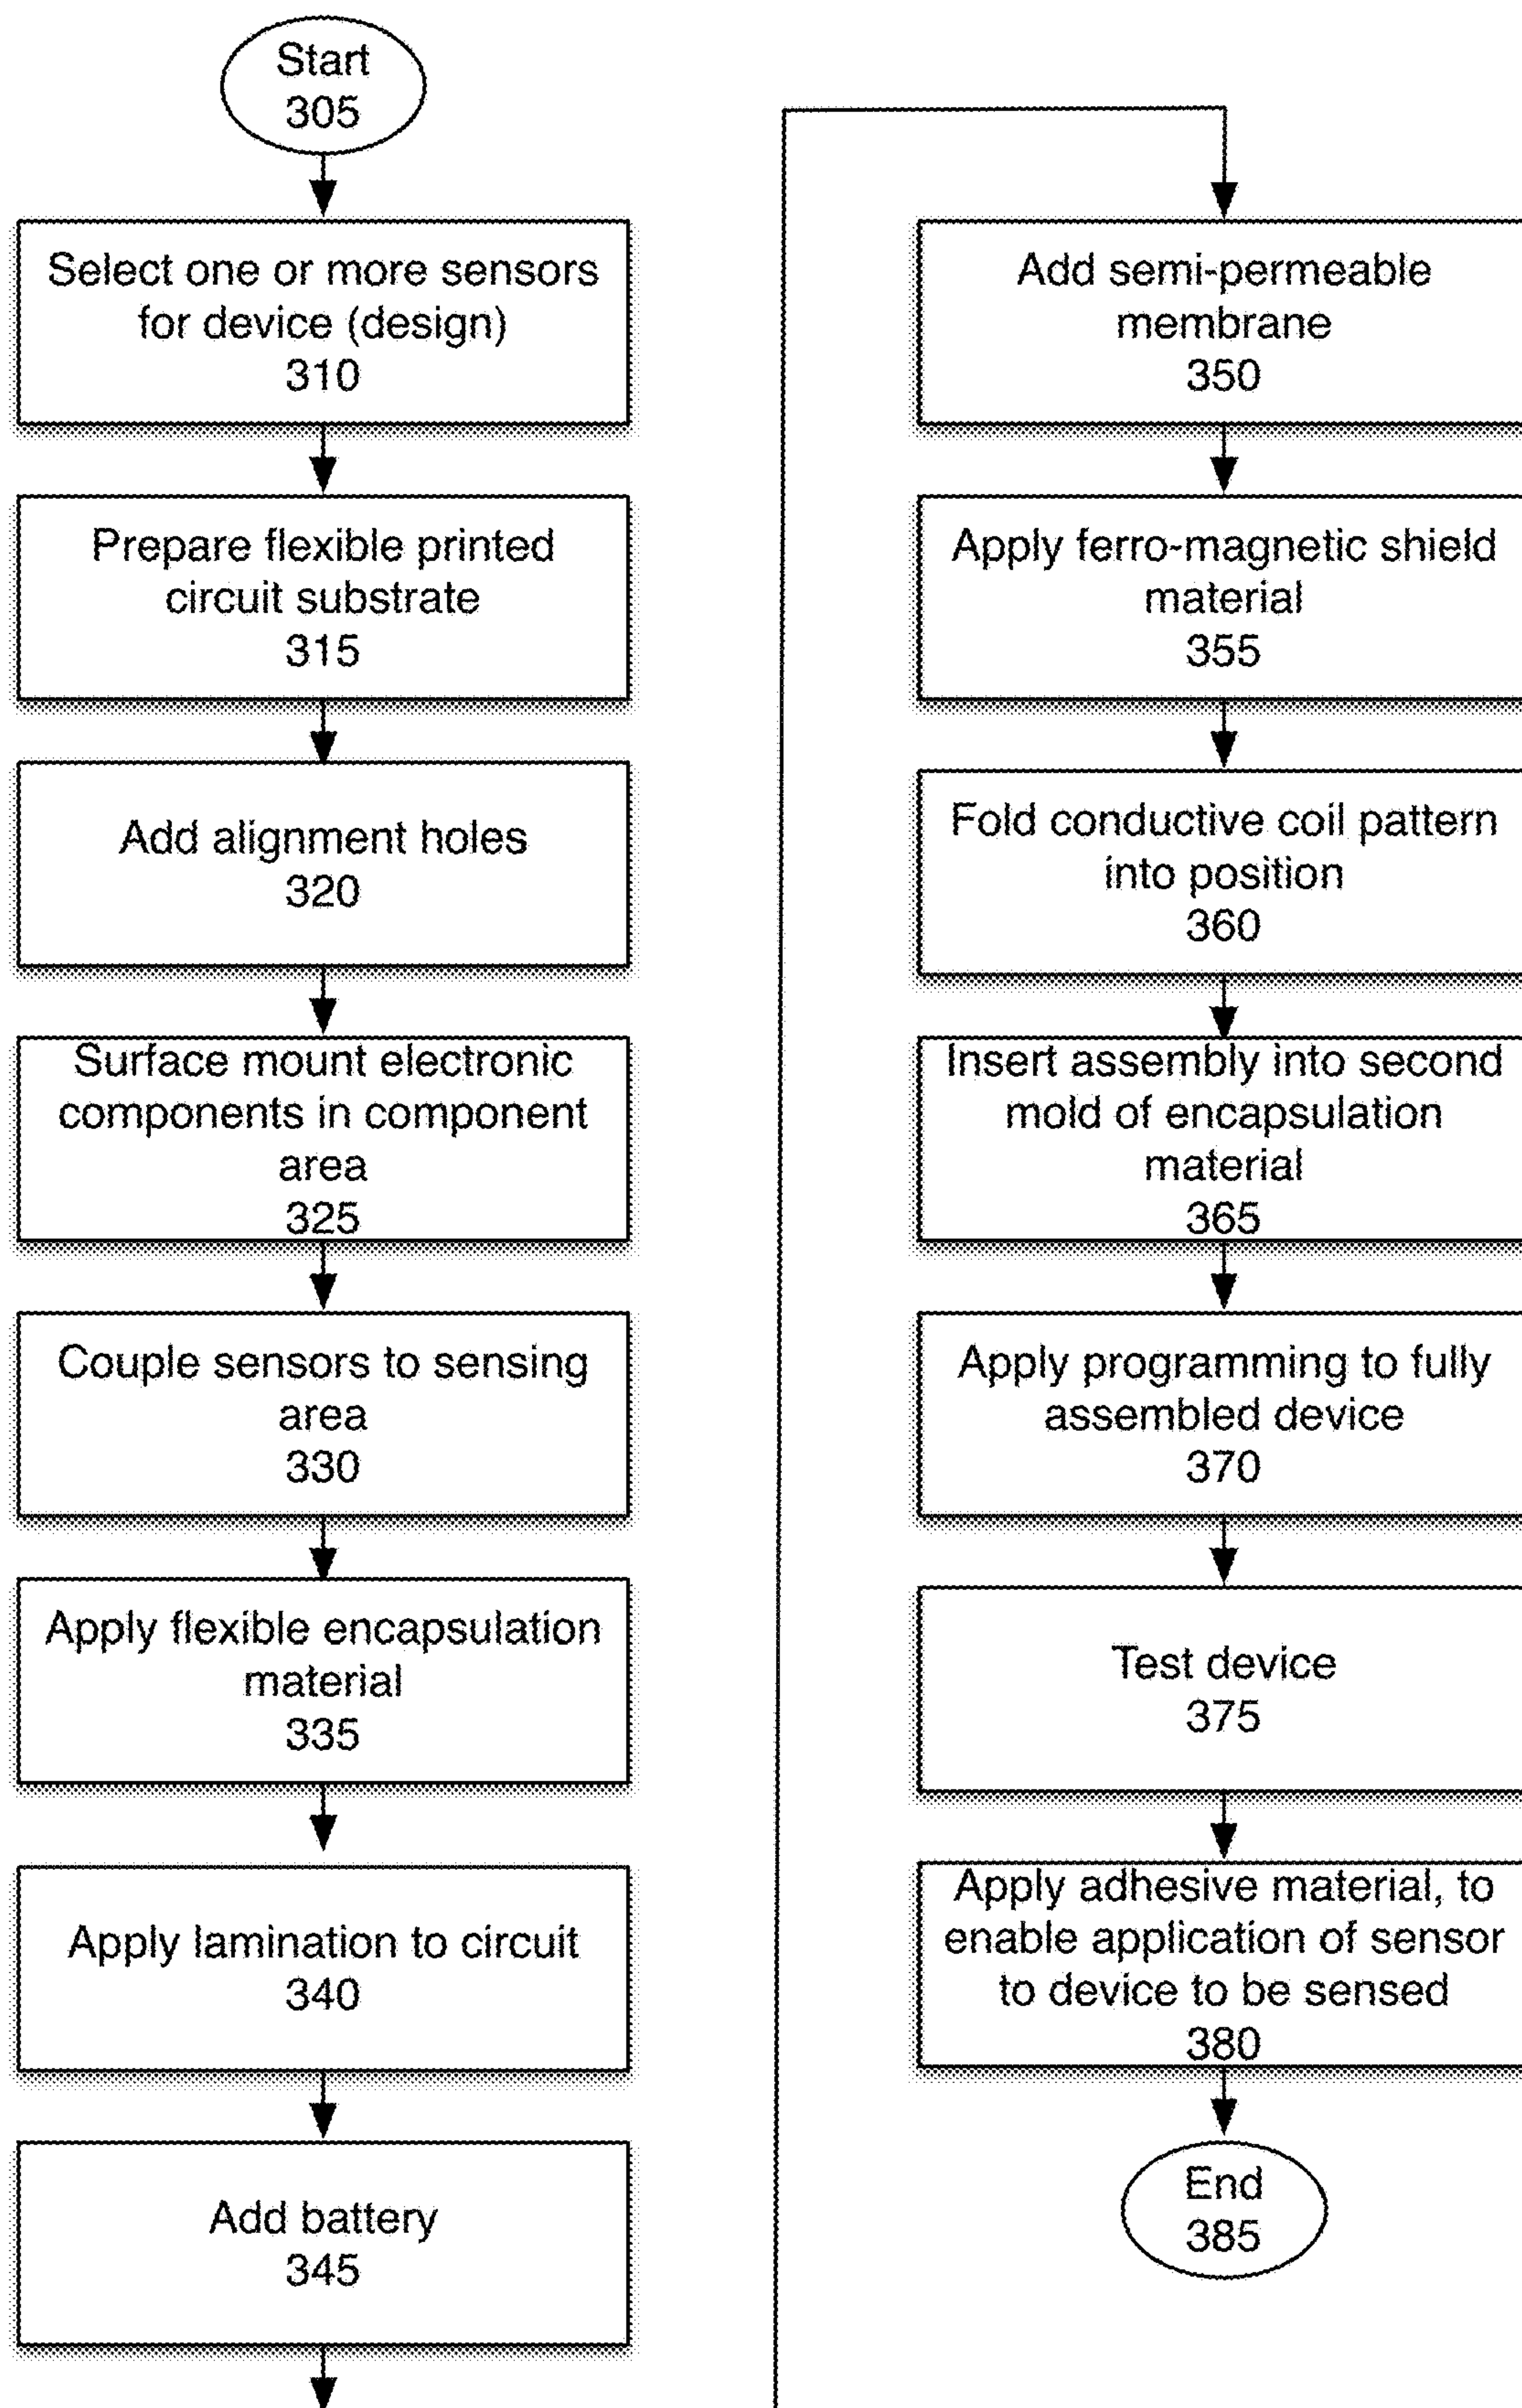 Start
305
Select one or more sensors
for device (design)
310
Prepare flexible printed
circuit substrate
315
Add alignment holes
320
Surface mount electronic
components in component
area
325
Couple sensors to sensing
area
330
Apply flexible encapsulation
material
335
Apply lamination to circuit
340
Add battery
345
Add semi-permeable
membrane
350
Apply ferro-magnetic shield
material
355
Fold conductive coil pattern
into position
360
Insert assembly into second
mold of encapsulation
material
365
Apply programming to fully
assembled device
370
Test device
375
Apply adhesive material, to
enable application of sensor
to device to be sensed
380
End
385